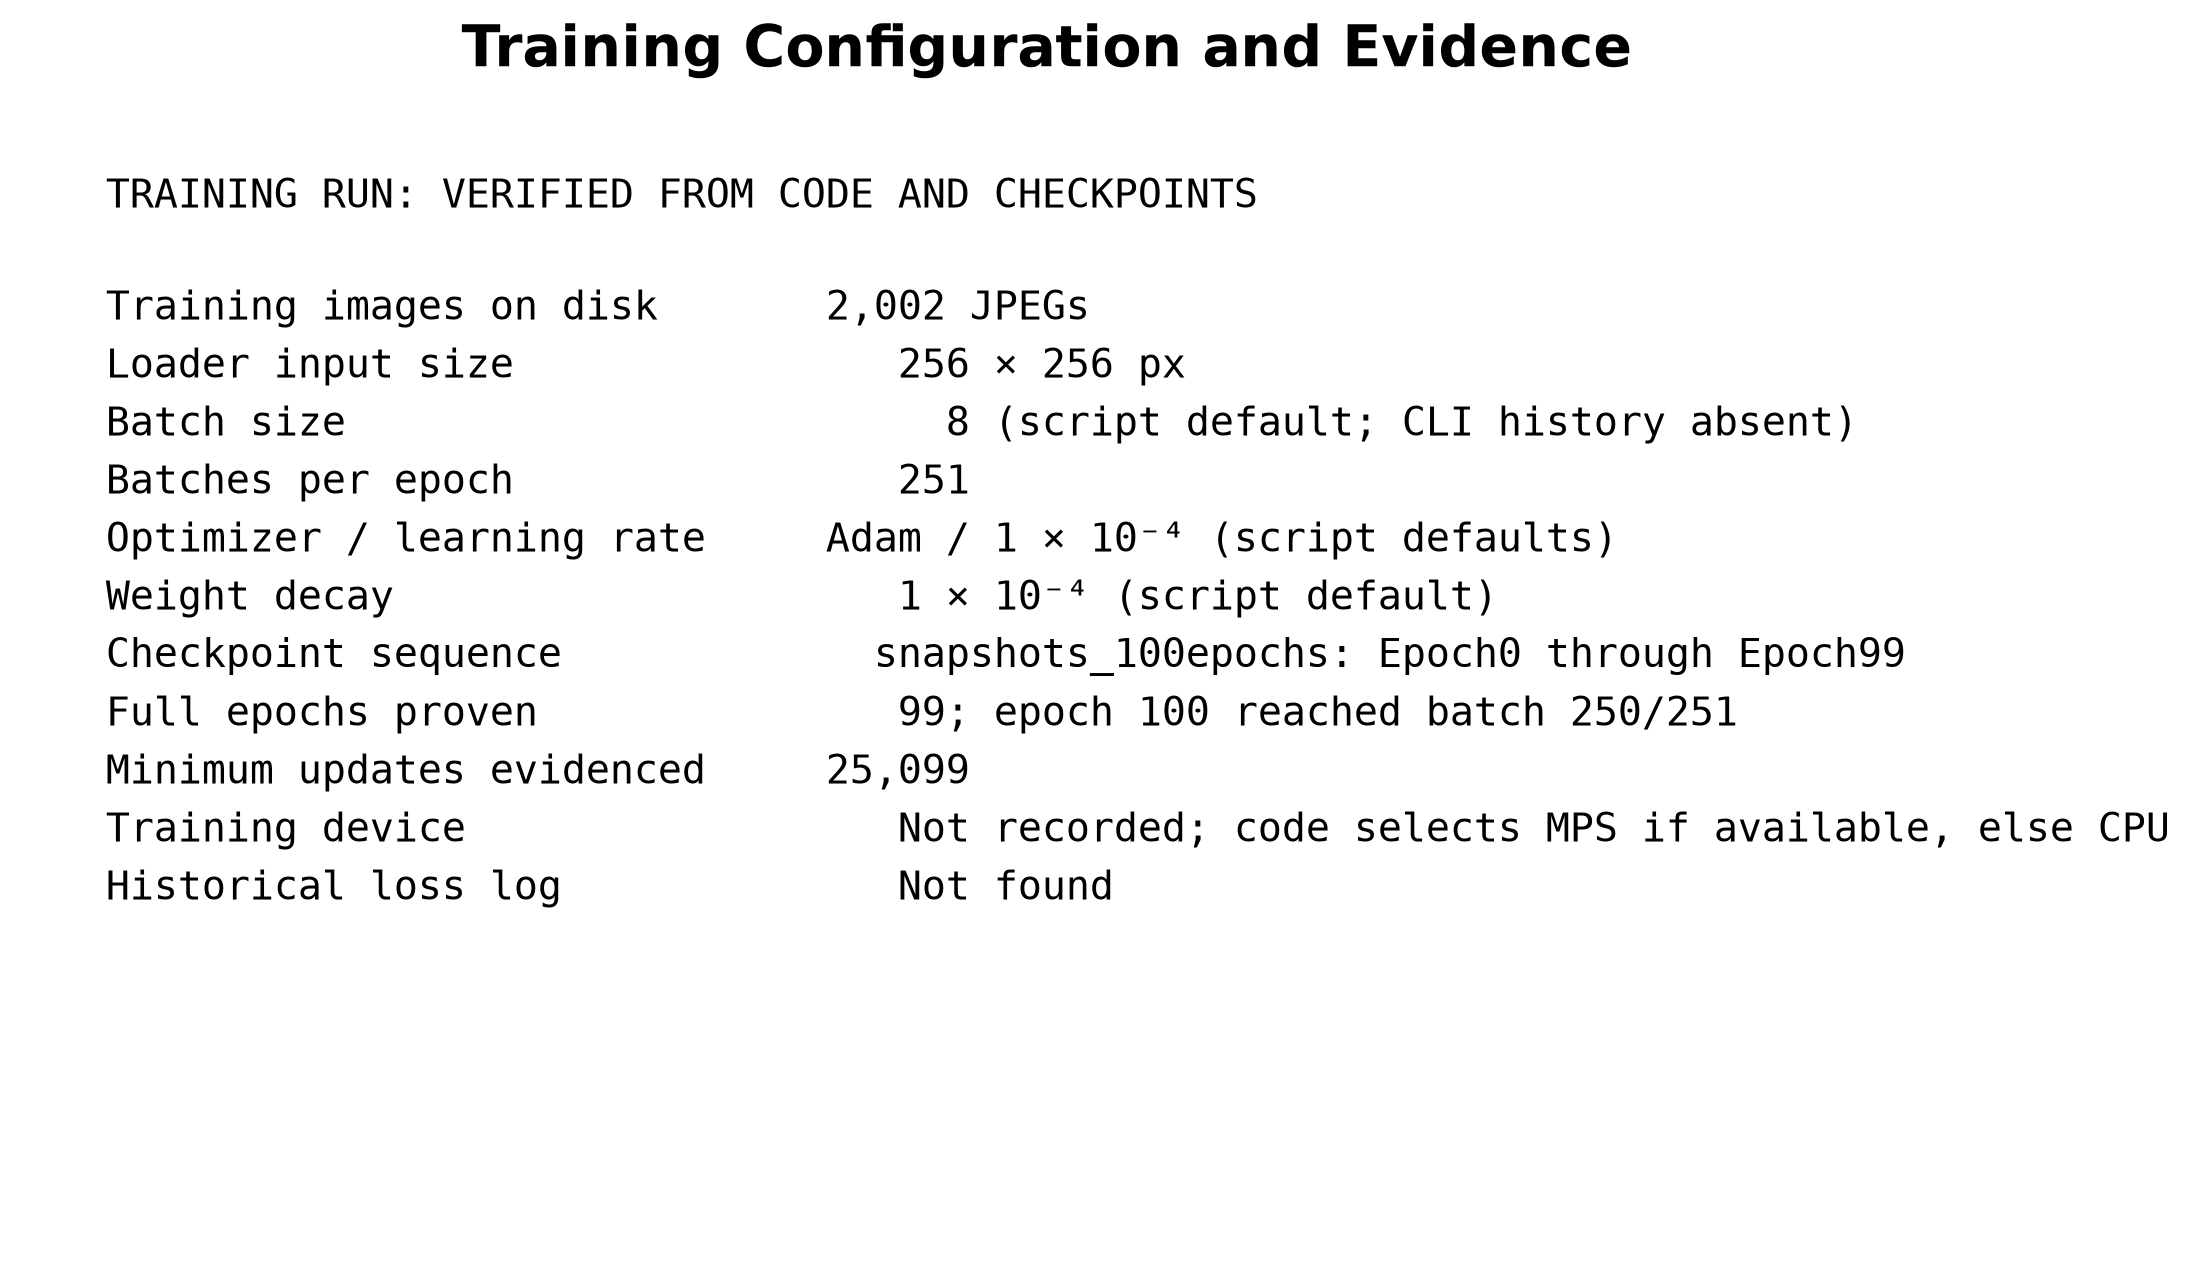 Training Configuration and Evidence
TRAINING RUN: VERIFIED FROM CODE AND CHECKPOINTS
Training images on disk       2,002 JPEGs
Loader input size                256 × 256 px
Batch size                         8 (script default; CLI history absent)
Batches per epoch                251
Optimizer / learning rate     Adam / 1 × 10⁻⁴ (script defaults)
Weight decay                     1 × 10⁻⁴ (script default)
Checkpoint sequence             snapshots_100epochs: Epoch0 through Epoch99
Full epochs proven               99; epoch 100 reached batch 250/251
Minimum updates evidenced     25,099
Training device                  Not recorded; code selects MPS if available, else CPU
Historical loss log              Not found